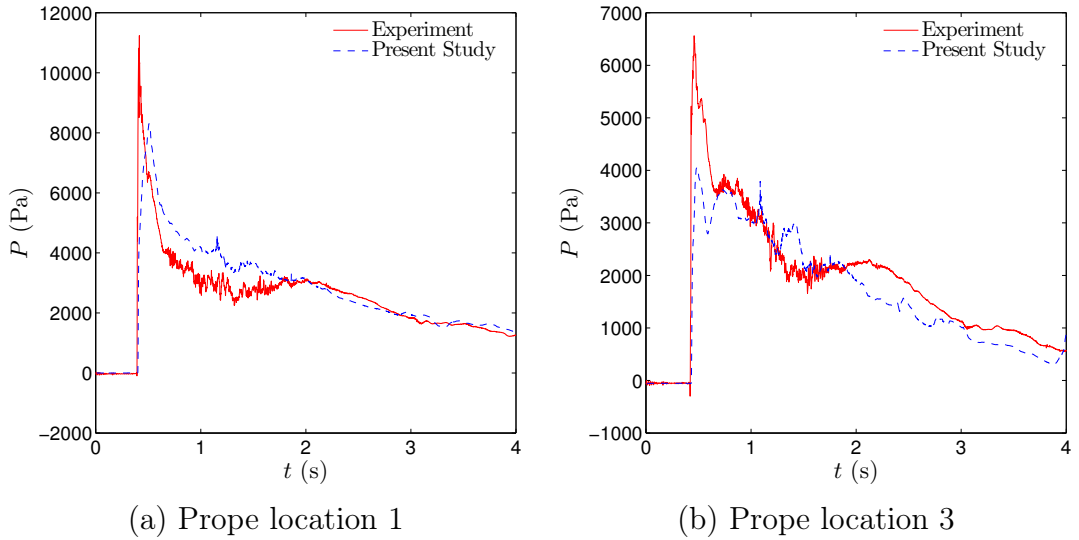 12000
10000
8000
6000
4000
2000
0
−2000
0 1 2 3 4
P (Pa)
t (s)
Experiment
Present Study
(a) Prope location 1
7000
6000
5000
4000
3000
2000
1000
0
−1000
0 1 2 3 4
P (Pa)
t (s)
Experiment
Present Study
(b) Prope location 3